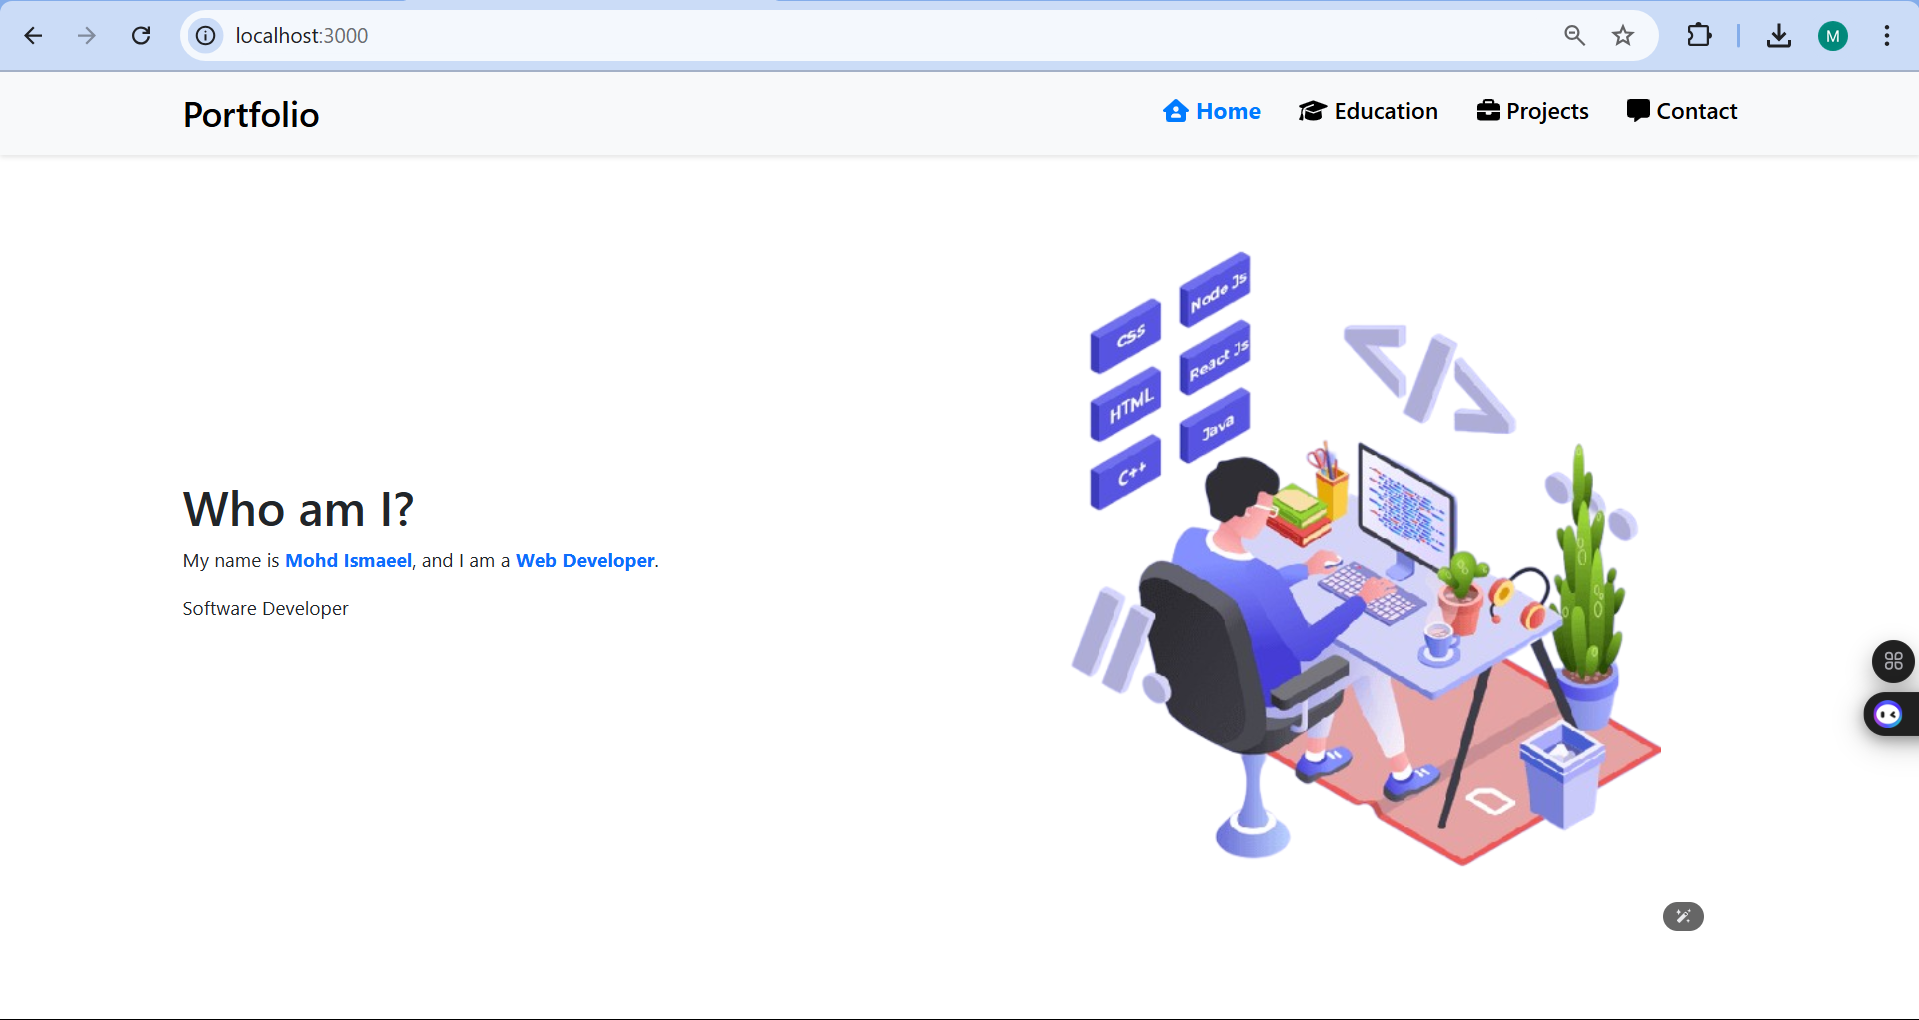 localhost:3000
M
Portfolio
Home Education Projects Contact
Node Js
CSS
React Js
HTML
Java
C++
</>
Who am I?
My name is Mohd Ismaeel, and I am a Web Developer.
Software Developer